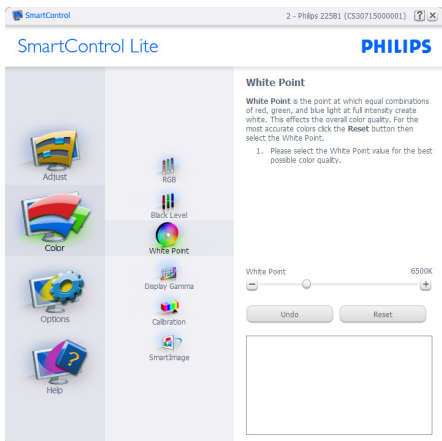 SmartControl
2 - Philips 225B1 (CS30715000001)
SmartControl Lite
PHILIPS
Adjust
Color
Options
Help
RGB
Black Level
White Point
Display Gamma
Calibration
SmartImage
White Point
White Point is the point at which equal combinations
of red, green, and blue light at full intensity create
white. This effects the overall color quality. For the
most accurate colors click the Reset button then
select the White Point.
1. Please select the White Point value for the best
possible color quality.
White Point 6500K
Undo Reset